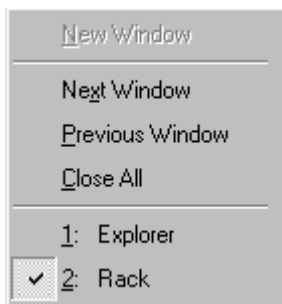 New Window
Next Window
Previous Window
Close All
1: Explorer
2: Rack